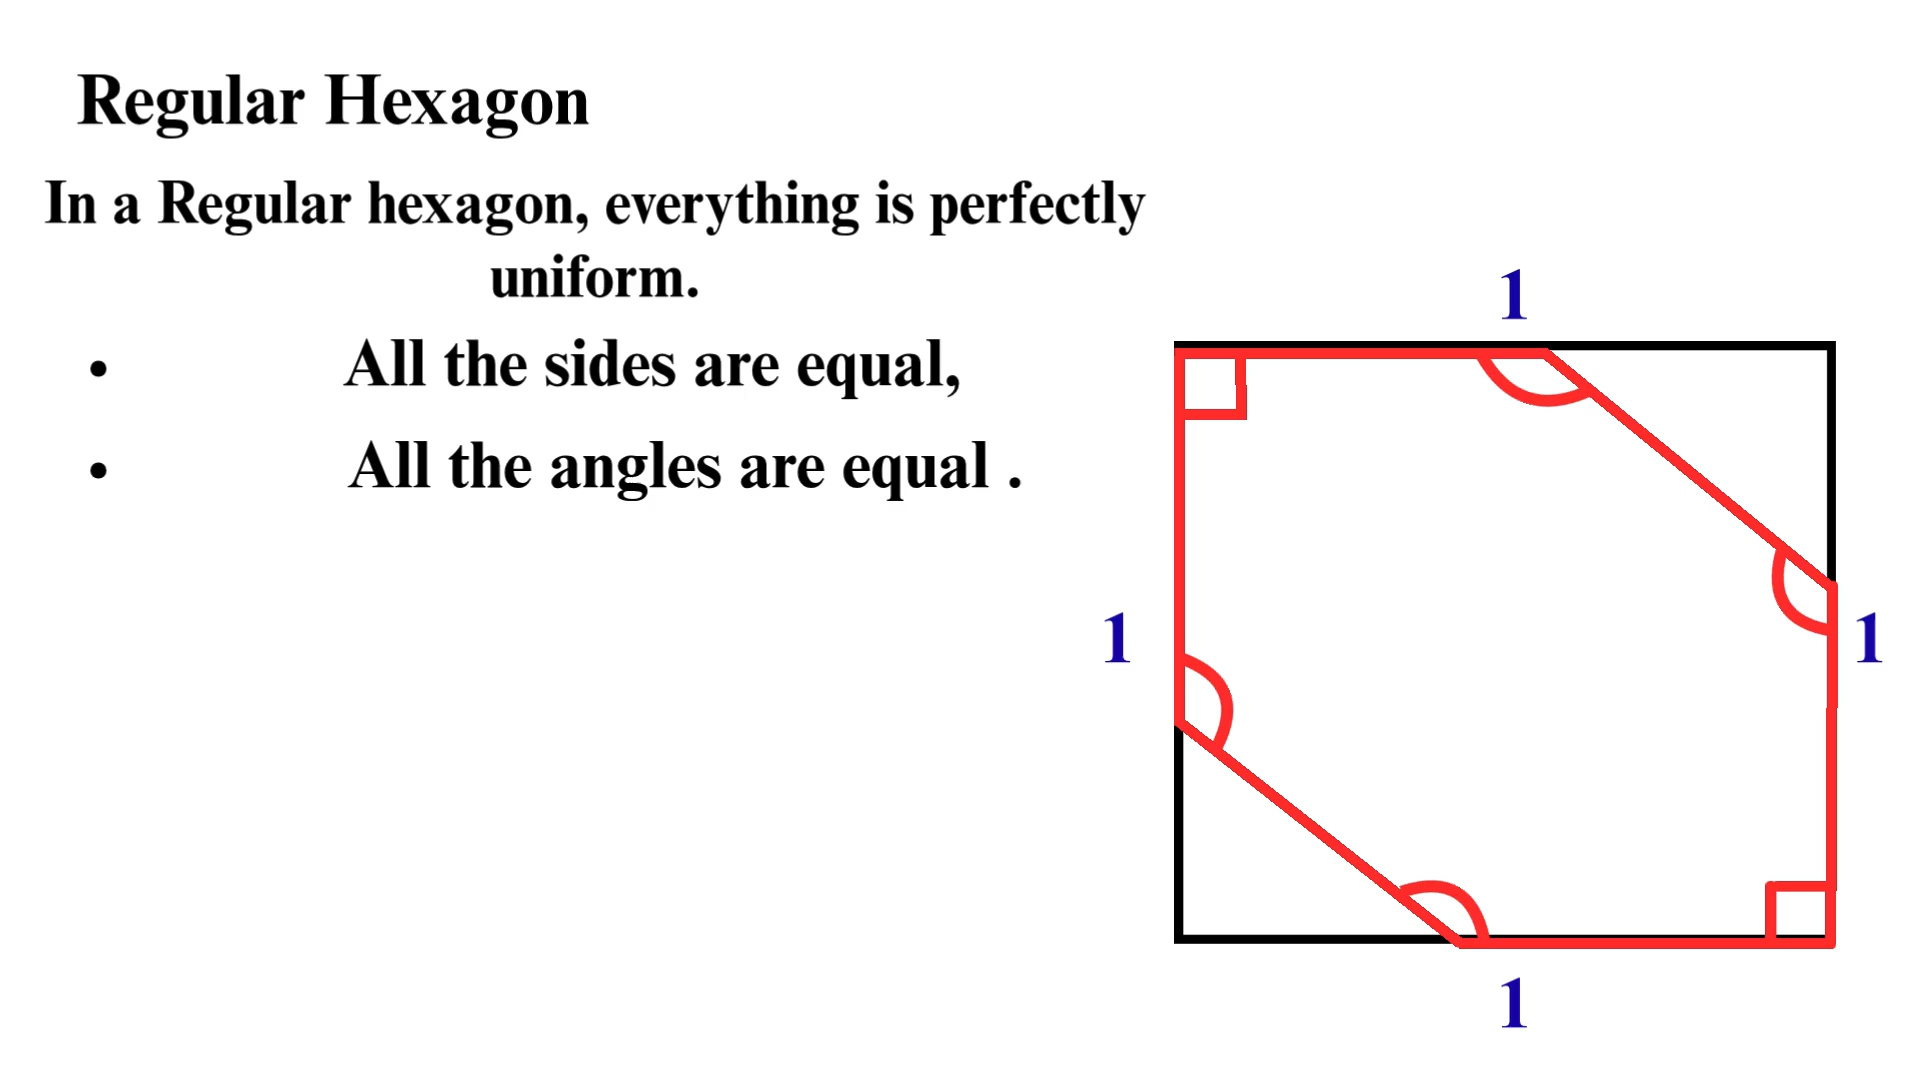 Regular Hexagon
In a Regular hexagon, everything is perfectly
uniform.
• All the sides are equal,
• All the angles are equal .
1
1
1
1